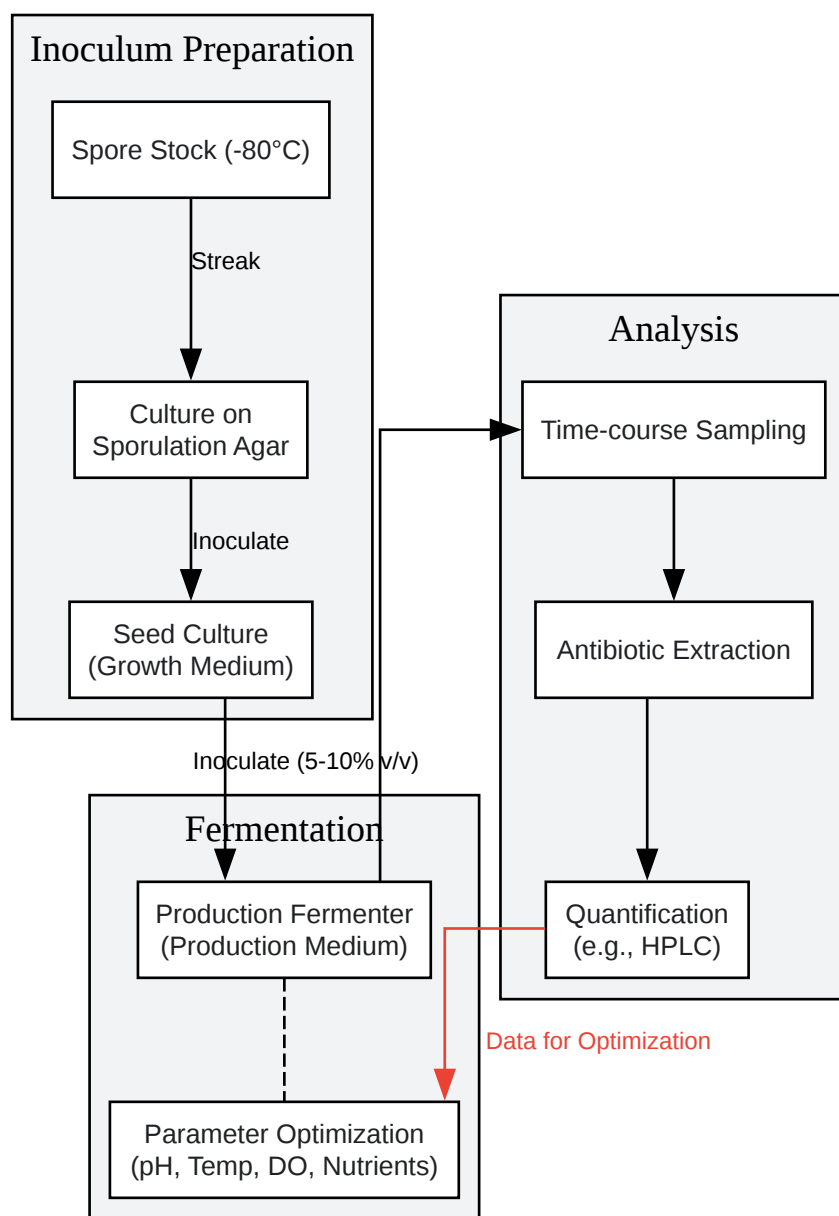 Inoculum Preparation
Spore Stock (-80°C)
Streak
Culture on
Sporulation Agar
Inoculate
Seed Culture
(Growth Medium)
Inoculate (5-10% v/v)
Fermentation
Production Fermenter
(Production Medium)
Parameter Optimization
(pH, Temp, DO, Nutrients)
Analysis
Time-course Sampling
Antibiotic Extraction
Quantification
(e.g., HPLC)
Data for Optimization